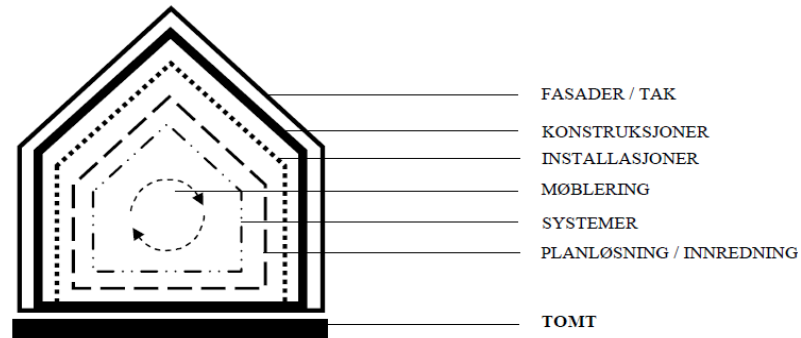 FASADER / TAK
KONSTRUKSJONER
INSTALLASJONER
MØBLERING
SYSTEMER
PLANLØSNING / INNREDNING
TOMT